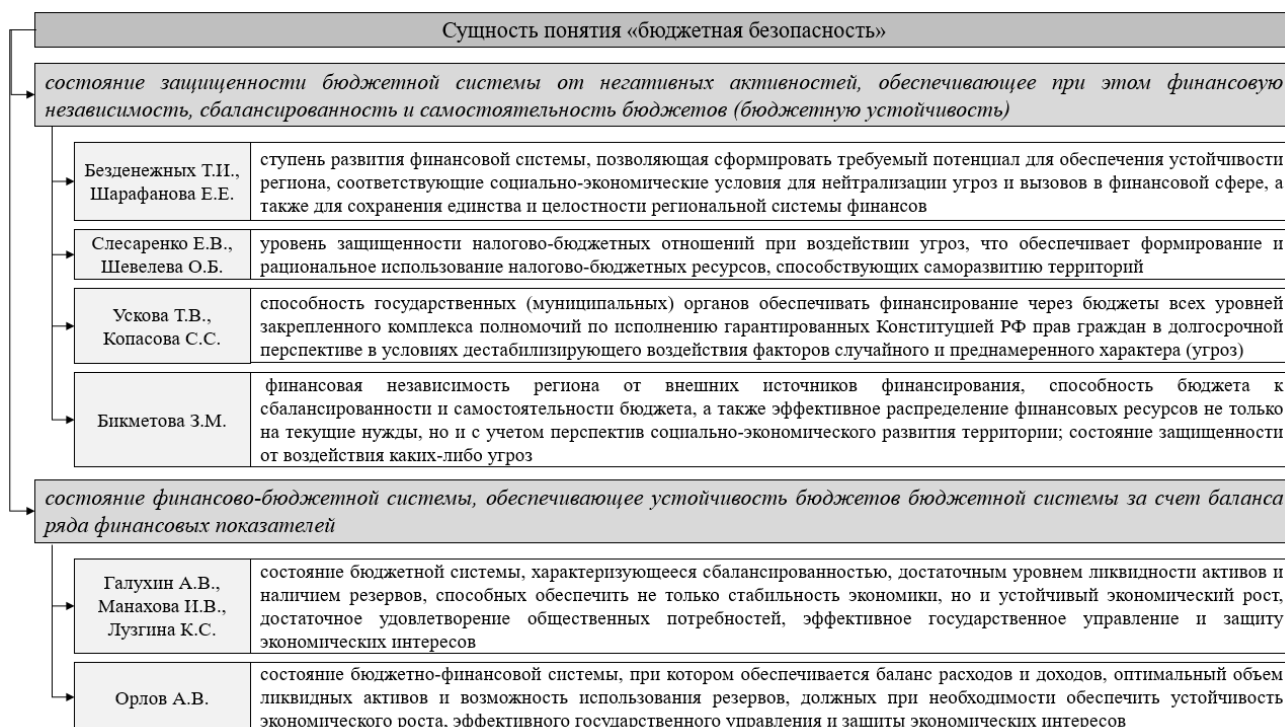 Сущность понятия «бюджетная безопасность»
состояние защищенности бюджетной системы от негативных активностей, обеспечивающее при этом финансовую
независимость, сбалансированность и самостоятельность бюджетов (бюджетную устойчивость)
Безденежных Т.И.,
Шарафанова Е.Е.
ступень развития финансовой системы, позволяющая сформировать требуемый потенциал для обеспечения устойчивости
региона, соответствующие социально-экономические условия для нейтрализации угроз и вызовов в финансовой сфере, а
также для сохранения единства и целостности региональной системы финансов
Слесаренко Е.В.,
Шевелева О.Б.
уровень защищенности налогово-бюджетных отношений при воздействии угроз, что обеспечивает формирование и
рациональное использование налогово-бюджетных ресурсов, способствующих саморазвитию территорий
Ускова Т.В.,
Копасова С.С.
способность государственных (муниципальных) органов обеспечивать финансирование через бюджеты всех уровней
закрепленного комплекса полномочий по исполнению гарантированных Конституцией РФ прав граждан в долгосрочной
перспективе в условиях дестабилизирующего воздействия факторов случайного и преднамеренного характера (угроз)
Бикметова З.М.
финансовая независимость региона от внешних источников финансирования, способность бюджета к
сбалансированности и самостоятельности бюджета, а также эффективное распределение финансовых ресурсов не только
на текущие нужды, но и с учетом перспектив социально-экономического развития территории; состояние защищенности
от воздействия каких-либо угроз
состояние финансово-бюджетной системы, обеспечивающее устойчивость бюджетов бюджетной системы за счет баланса
ряда финансовых показателей
Галухин А.В.,
Манахова И.В.,
Лузгина К.С.
состояние бюджетной системы, характеризующееся сбалансированностью, достаточным уровнем ликвидности активов и
наличием резервов, способных обеспечить не только стабильность экономики, но и устойчивый экономический рост,
достаточное удовлетворение общественных потребностей, эффективное государственное управление и защиту
экономических интересов
Орлов А.В.
состояние бюджетно-финансовой системы, при котором обеспечивается баланс расходов и доходов, оптимальный объем
ликвидных активов и возможность использования резервов, должных при необходимости обеспечить устойчивость
экономического роста, эффективного государственного управления и защиты экономических интересов